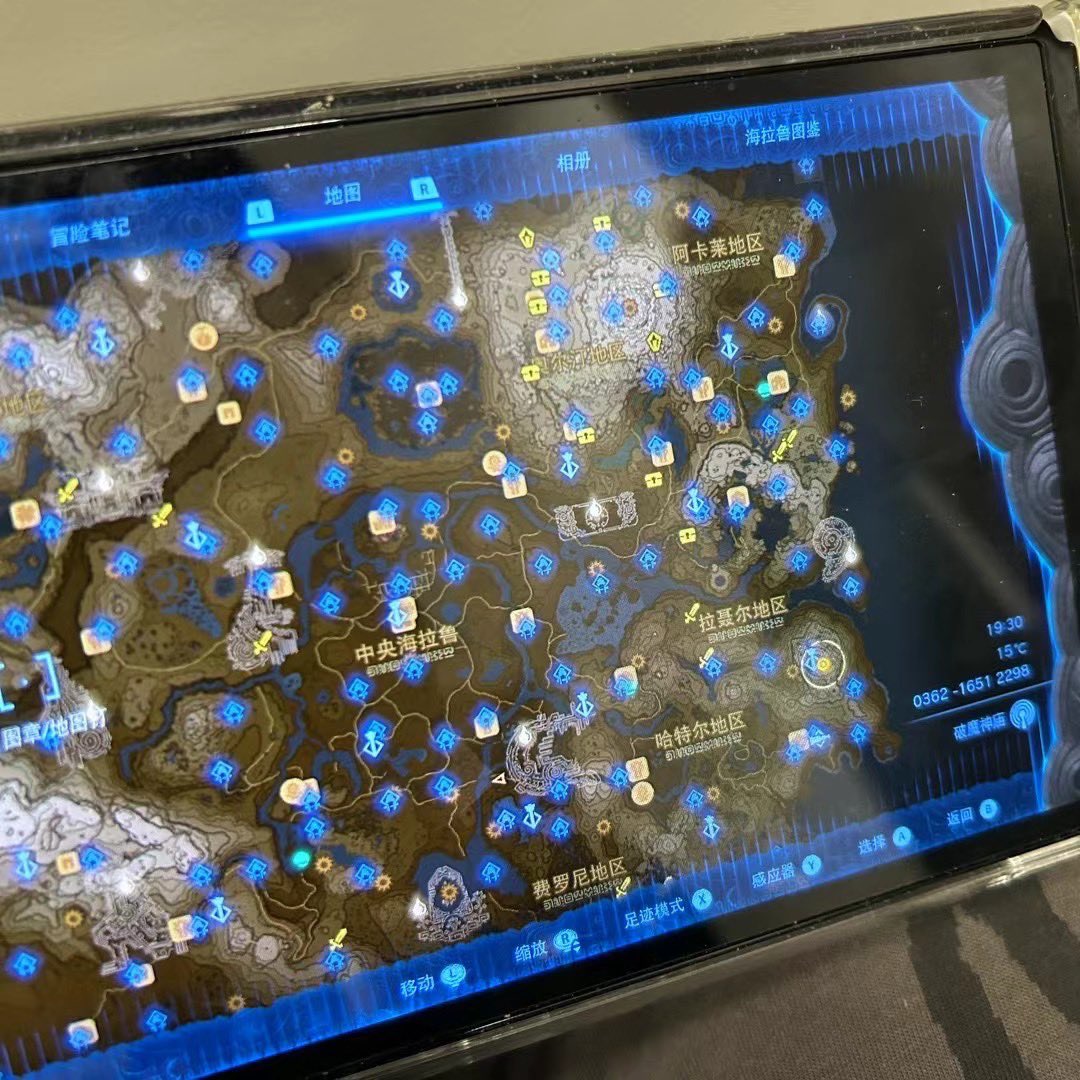 海拉鲁图鉴
相册
R
地图
L
冒险笔记
阿卡莱地区
地区
地区
拉聂尔地区
中央海拉鲁
19:30
15℃
0362 -1651 2298
破魔神庙
图章/地图
哈特尔地区
费罗尼地区
返回 B
选择 A
感应器 Y
足迹模式 X
缩放 R
移动 L